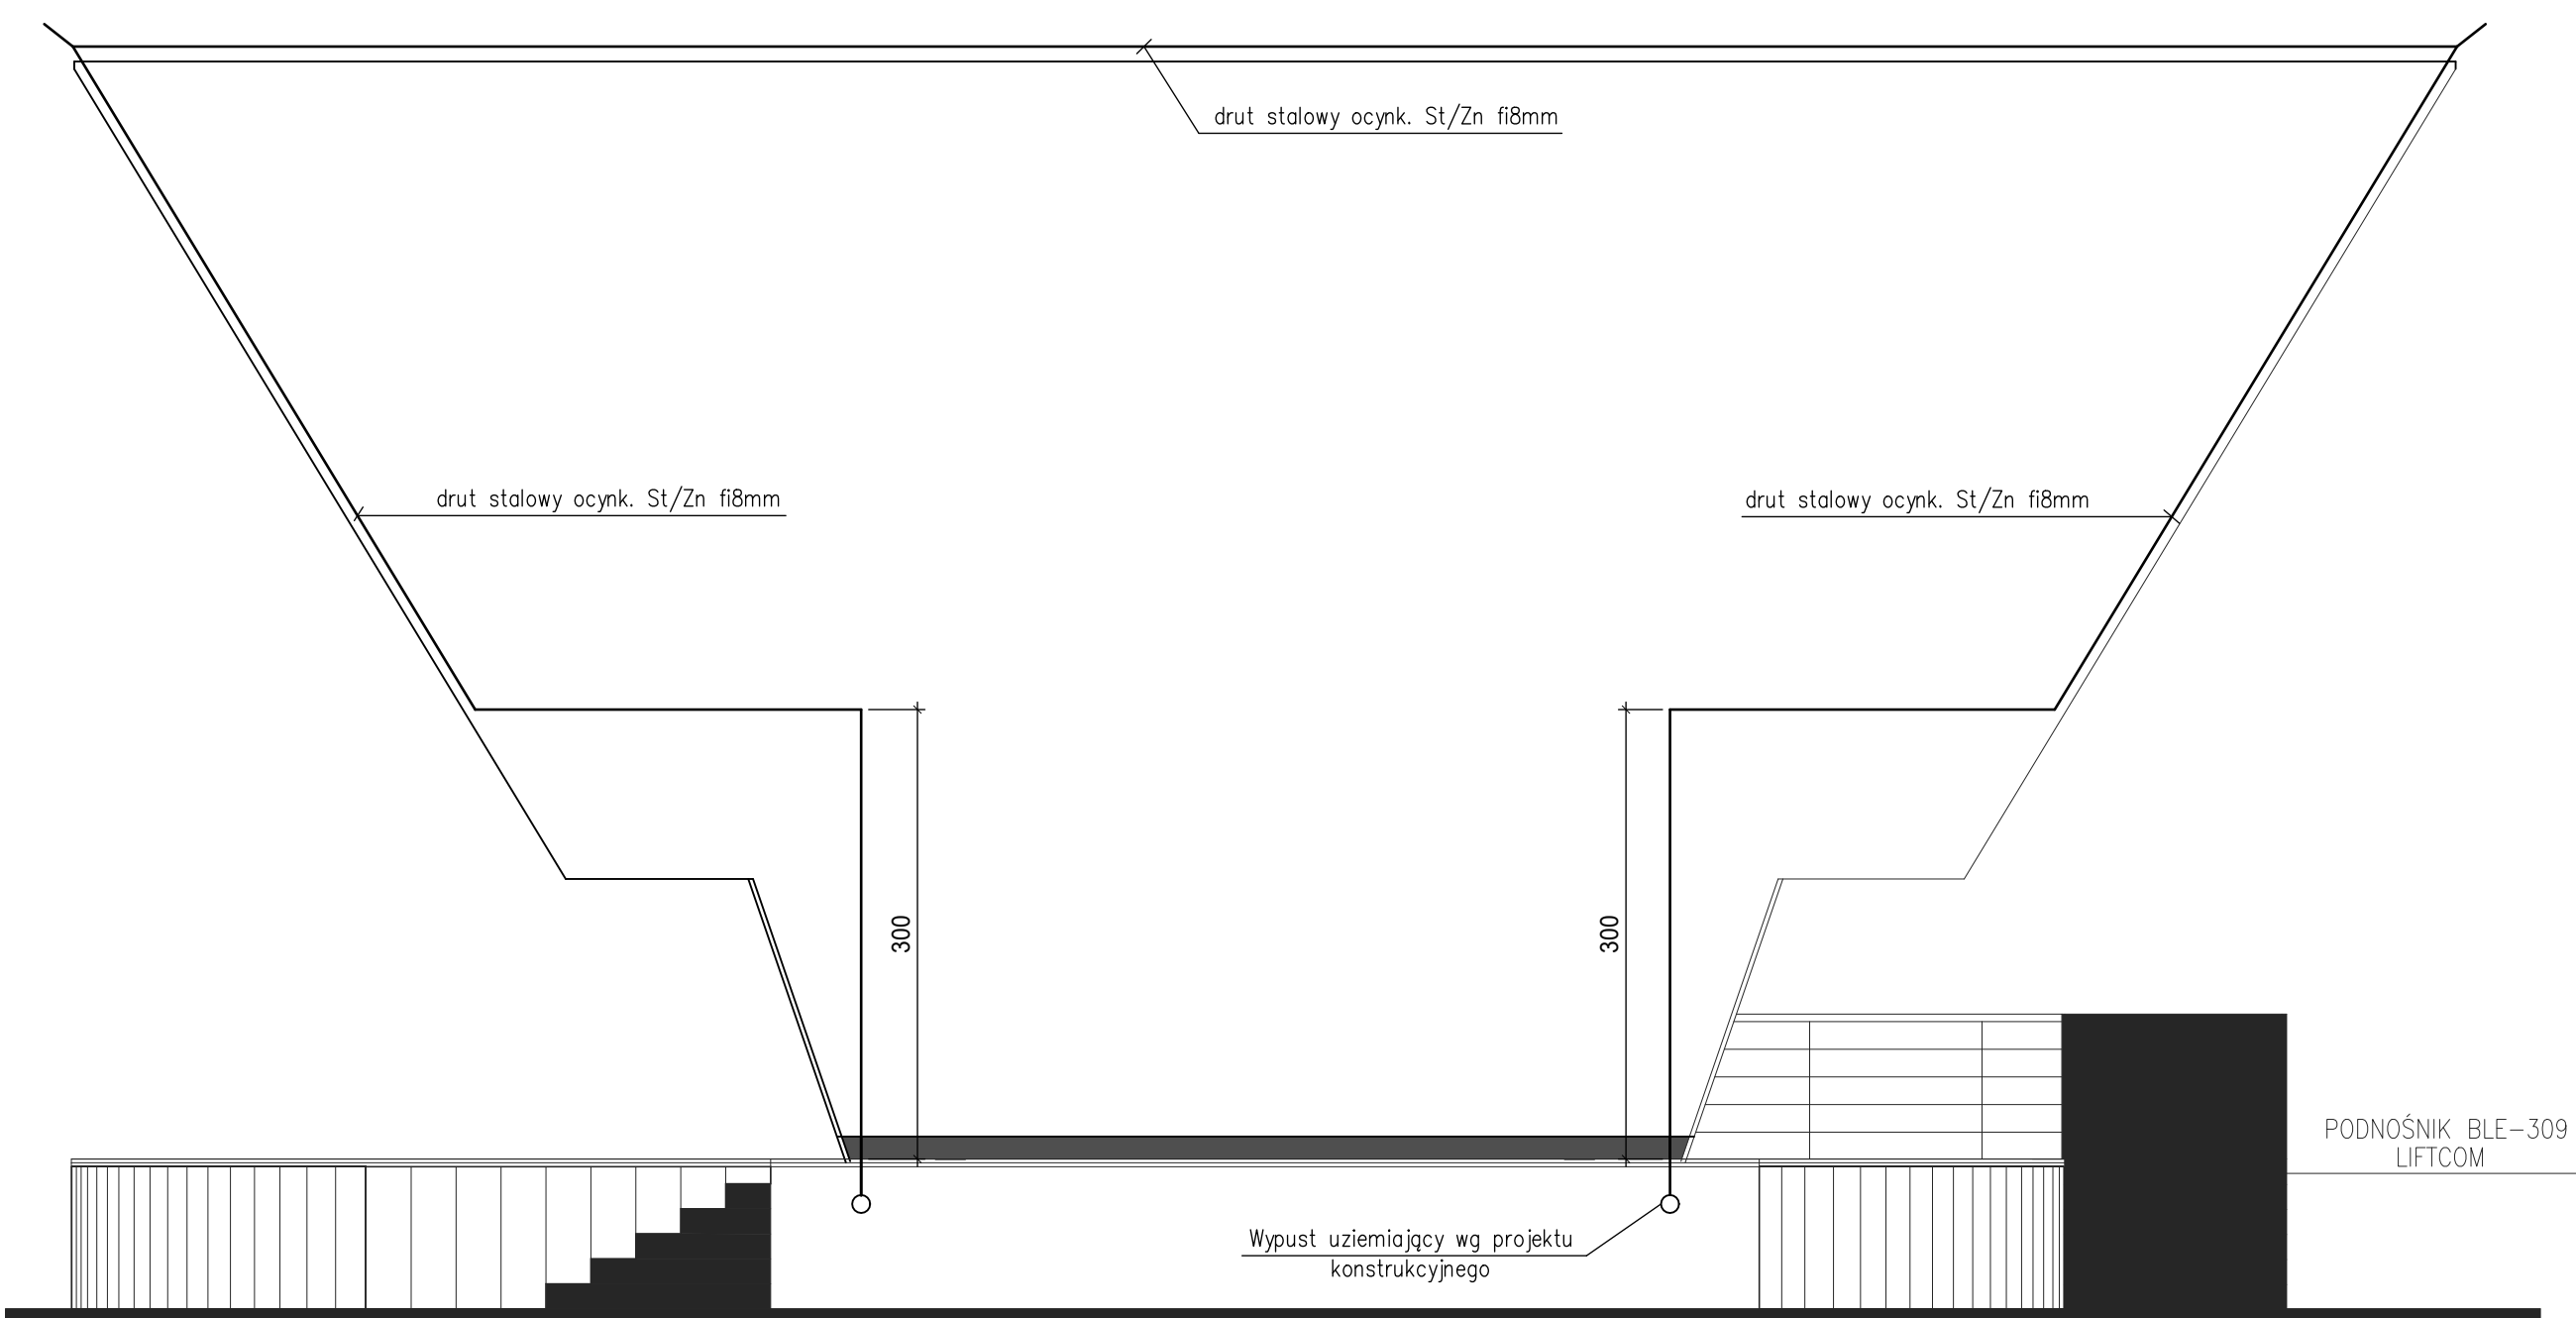 drut stalowy ocynk. St/Zn fi8mm
drut stalowy ocynk. St/Zn fi8mm
drut stalowy ocynk. St/Zn fi8mm
300
300
PODNOŚNIK BLE-309
LIFTCOM
Wypust uziemiający wg projektu
konstrukcyjnego